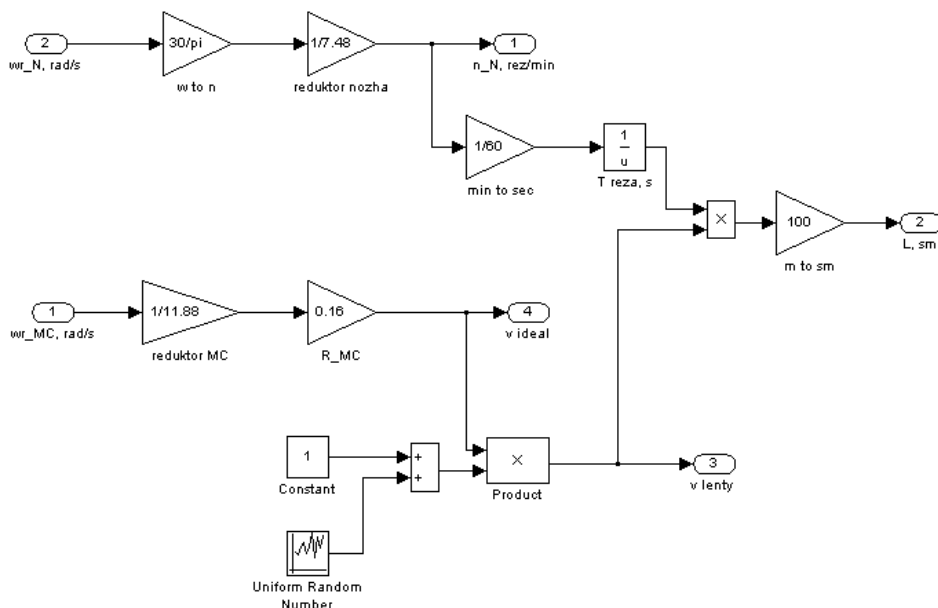 2
wr_N, rad/s
30/pi
w to n
1/7.48
reduktor nozha
1
n_N, rez/min
1/60
min to sec
1
u
T reza, s
×
100
m to sm
2
L, sm
1
wr_MC, rad/s
1/11.88
reduktor MC
0.16
R_MC
4
v ideal
1
Constant
+
+
×
Product
3
v lenty
Uniform Random
Number